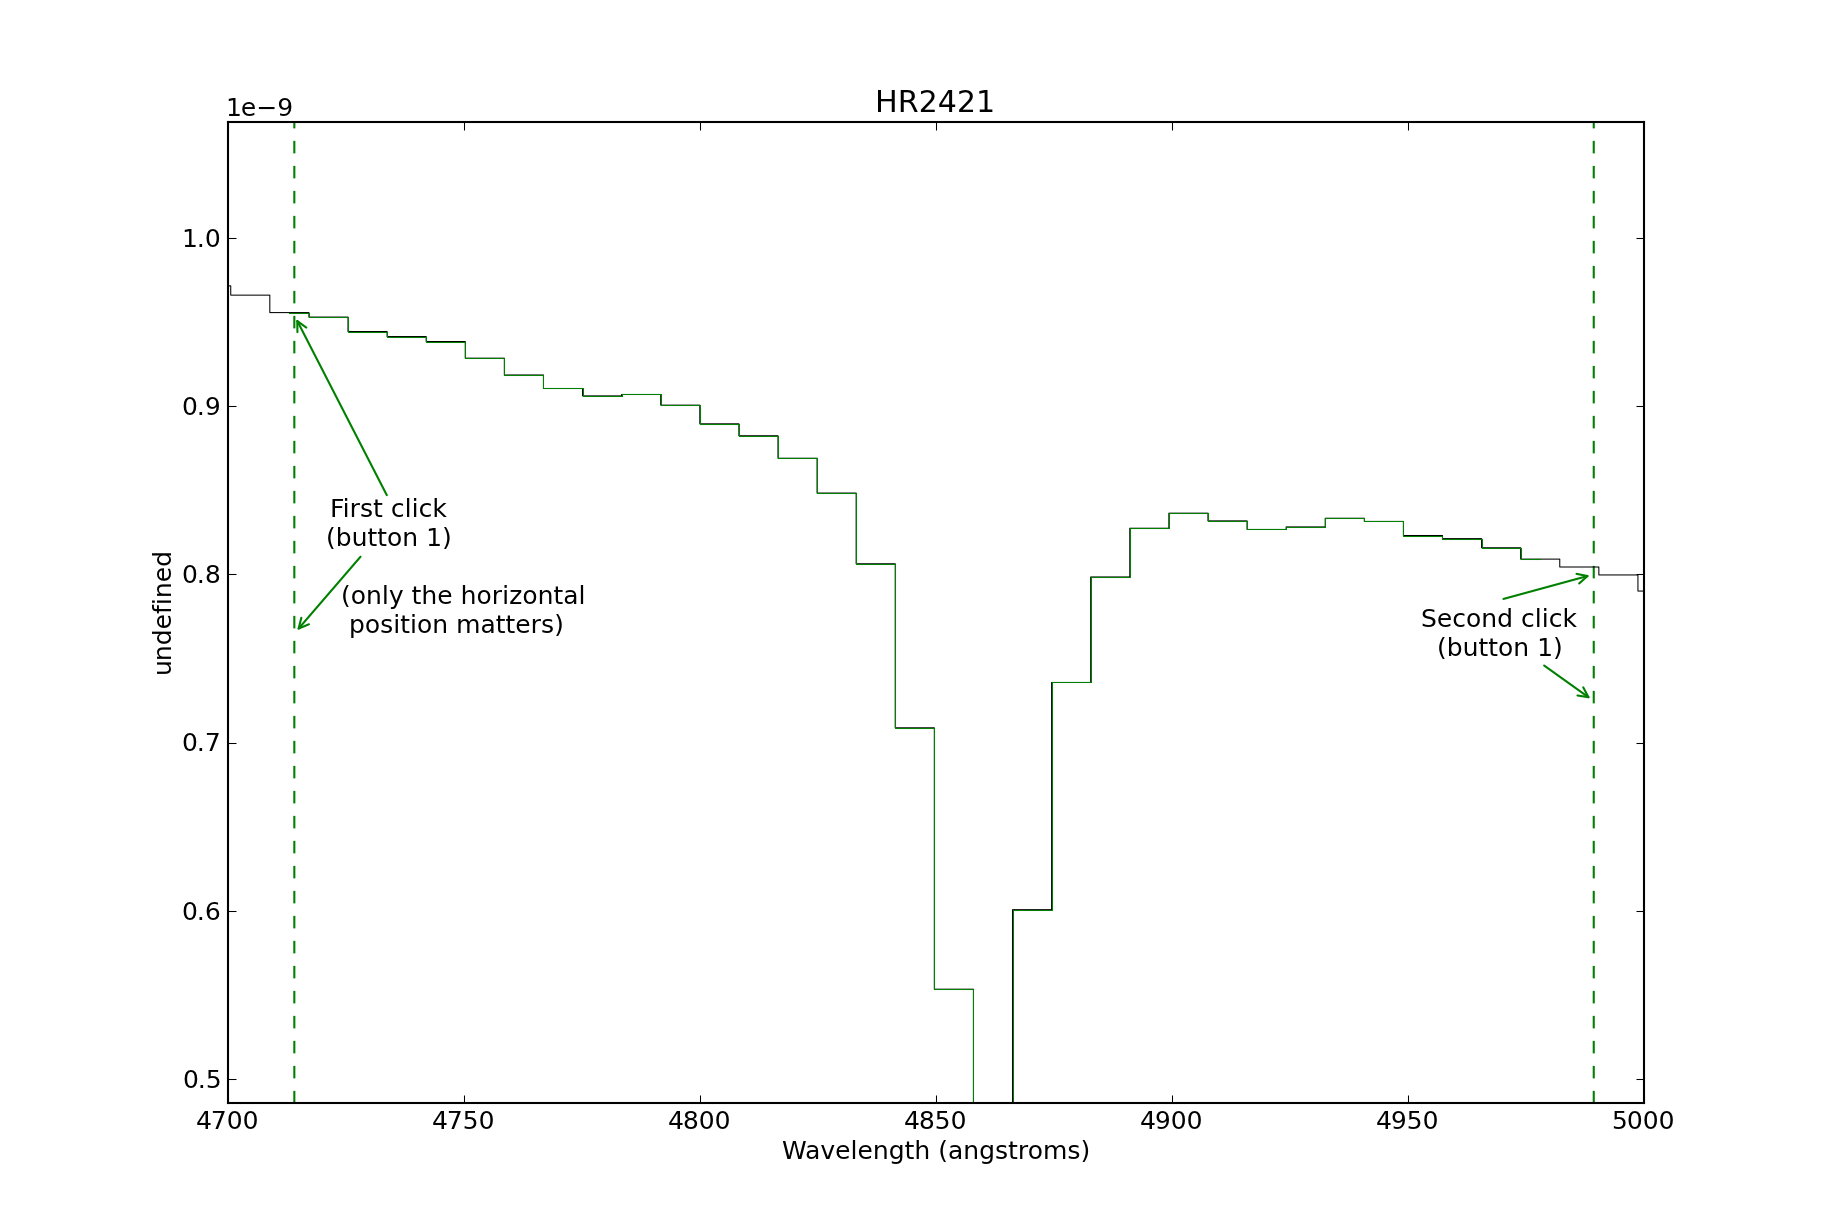 HR2421
1e−9
1.0
0.9
0.8
0.7
0.6
0.5
undefined
First click
(button 1)
(only the horizontal
position matters)
Second click
(button 1)
4700 4750 4800 4850 4900 4950 5000
Wavelength (angstroms)